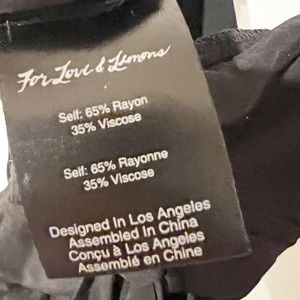 For Love & Lemons
Self: 65% Rayon
35% Viscose
Self: 65% Rayonne
35% Viscose
Designed In Los Angeles
Assembled in China
Conçu à Los Angeles
Assemblé en Chine